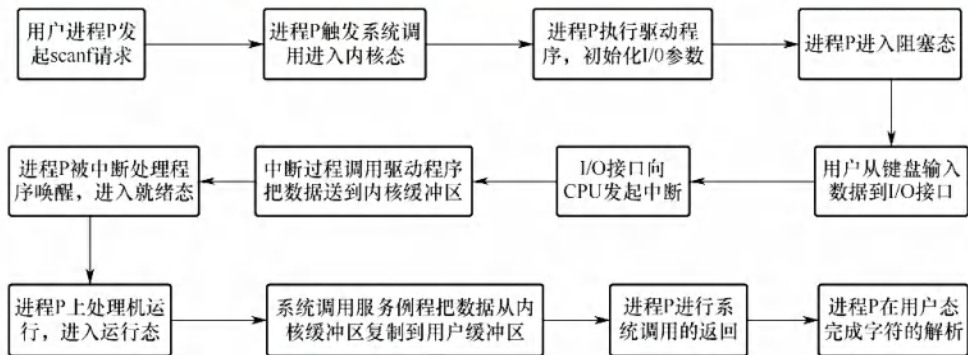 用户进程P发
起scanf请求
进程P触发系统调
用进入内核态
进程P执行驱动程
序，初始化I/O参数
进程P进入阻塞态
用户从键盘输入
数据到I/O接口
I/O接口向
CPU发起中断
中断过程调用驱动程序
把数据送到内核缓冲区
进程P被中断处理程
序唤醒，进入就绪态
进程P上处理机运
行，进入运行态
系统调用服务例程把数据从内
核缓冲区复制到用户缓冲区
进程P进行系
统调用的返回
进程P在用户态
完成字符的解析